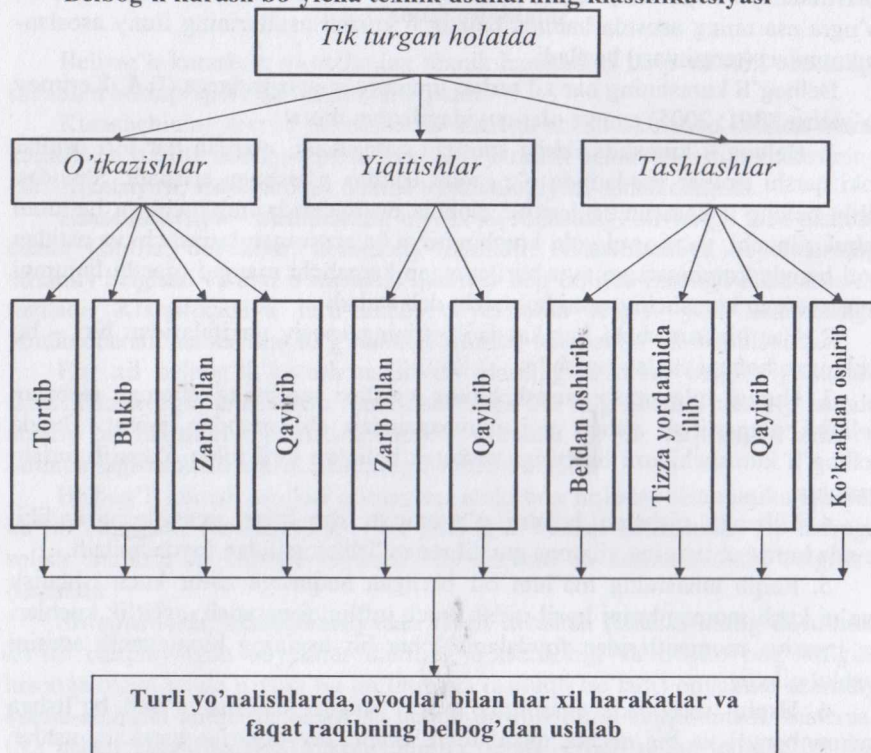 Belbog'li kurash bo'yicha texnik usullarning klassifikatsiyasi
Tik turgan holatda
O'tkazishlar
Yiqitishlar
Tashlashlar
Tortib
Bukib
Zarb bilan
Qayirib
Zarb bilan
Qayirib
Beldan oshirib
Tizza yordamida
ilib
Qayirib
Ko'krakdan oshirib
Turli yo'nalishlarda, oyoqlar bilan har xil harakatlar va
faqat raqibning belbog'dan ushlab